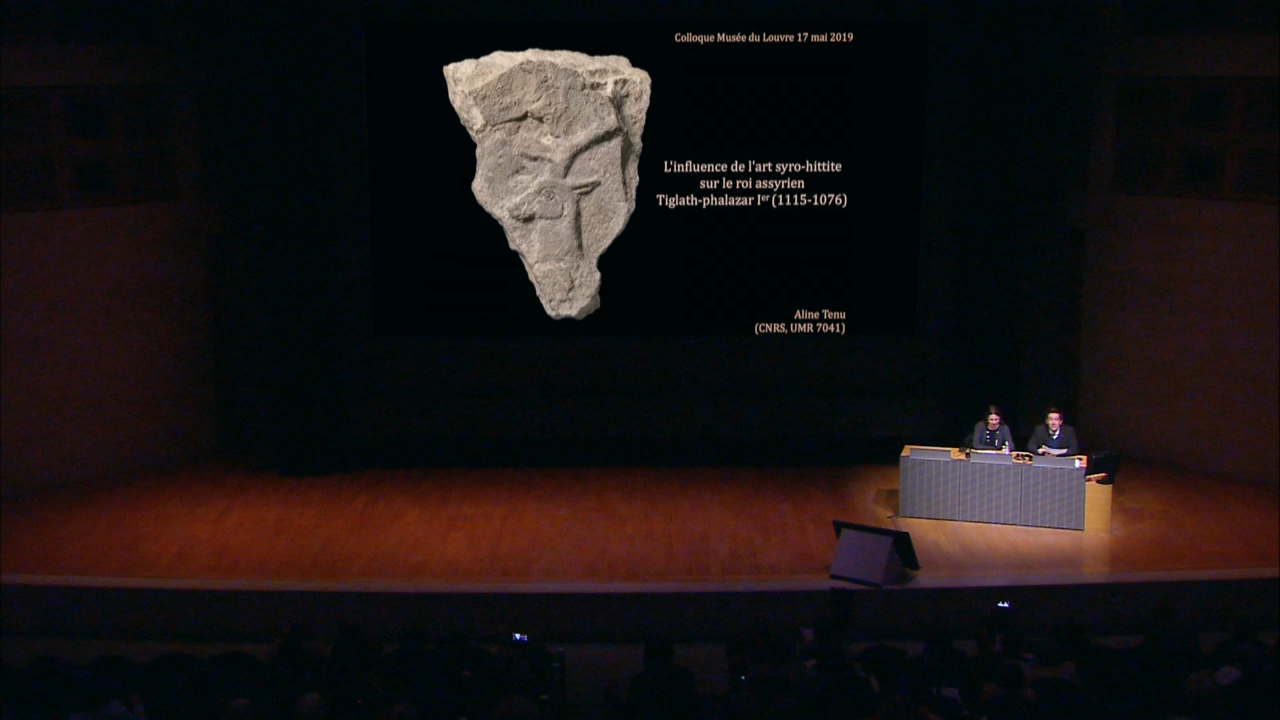 Colloque Musée du Louvre 17 mai 2019
L'influence de l'art syro-hittite
sur le roi assyrien
Tiglath-phalazar Iᵉʳ (1115-1076)
Aline Tenu
(CNRS, UMR 7041)